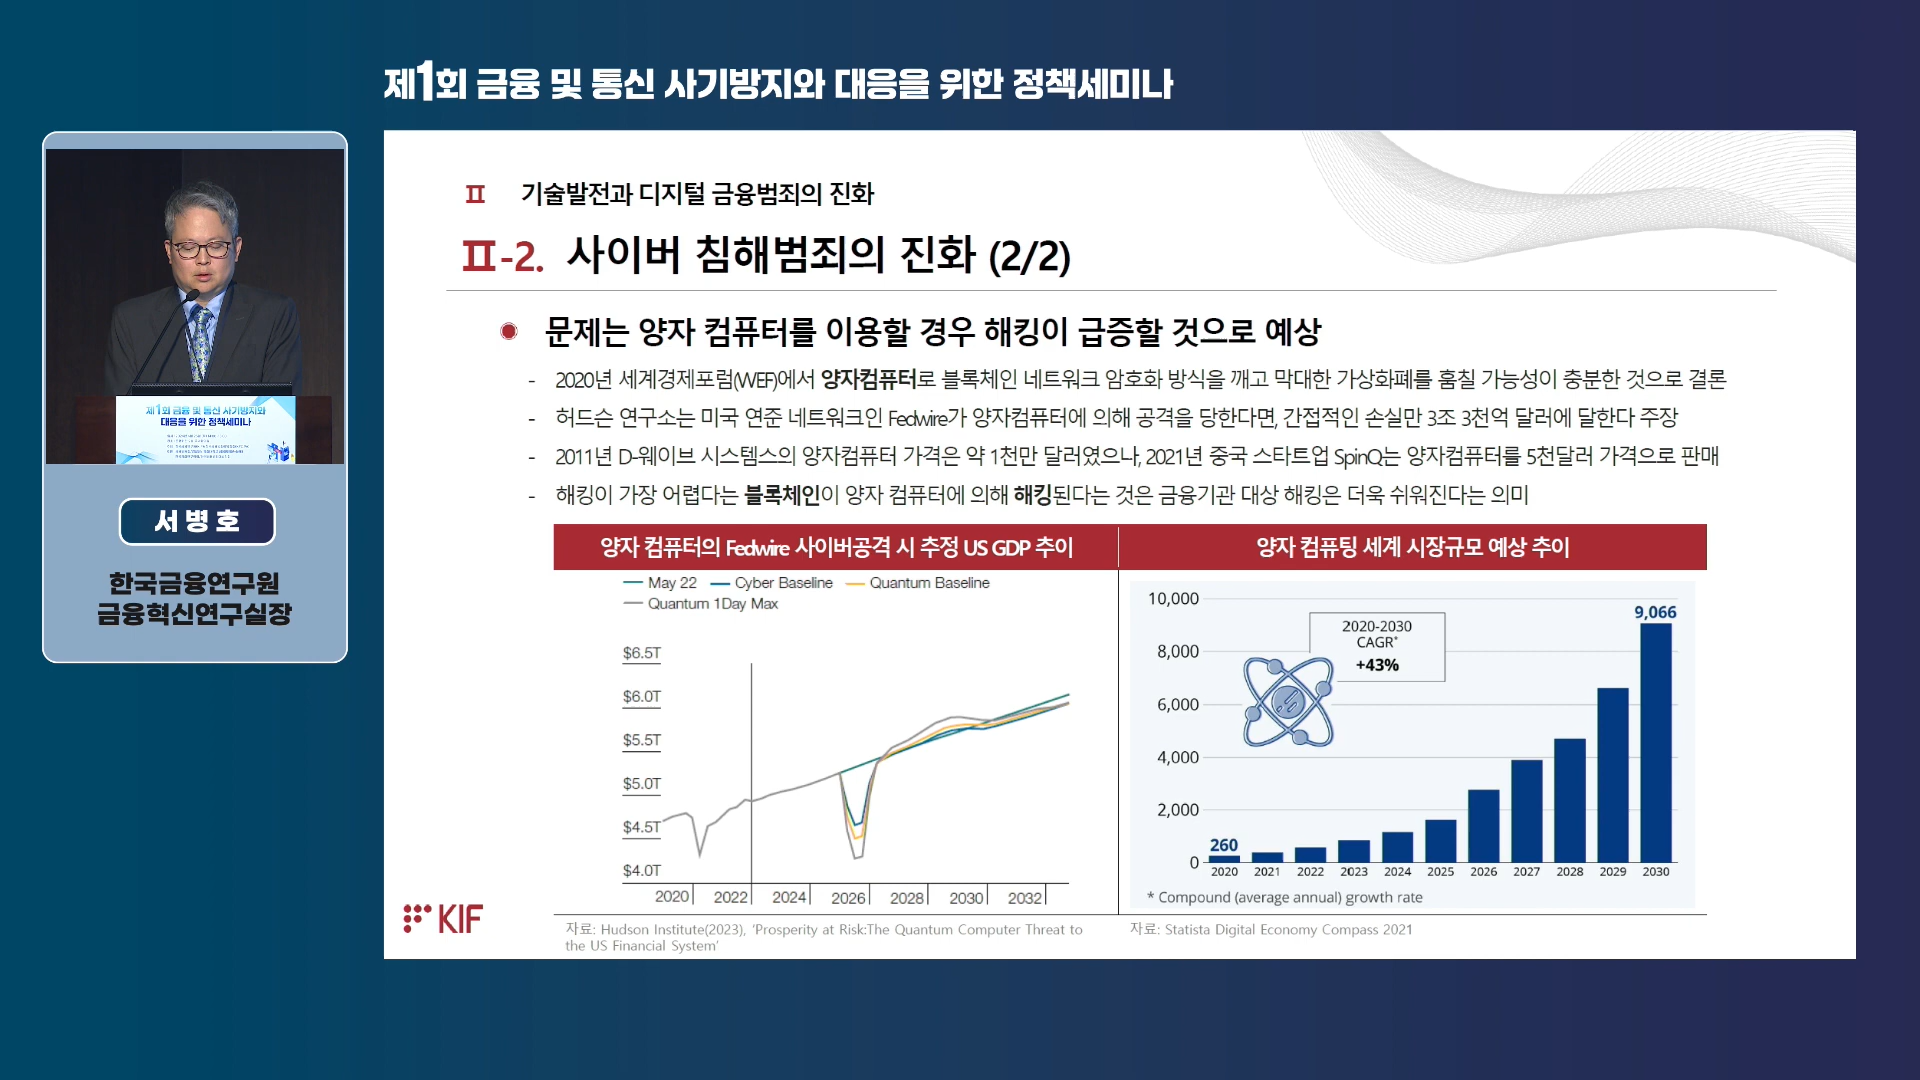 제1회 금융 및 통신 사기방지와 대응을 위한 정책세미나
제1회 금융 및 통신 사기방지와
대응을 위한 정책세미나
서병호
한국금융연구원
금융혁신연구실장
Ⅱ 기술발전과 디지털 금융범죄의 진화
Ⅱ-2. 사이버 침해범죄의 진화 (2/2)
문제는 양자 컴퓨터를 이용할 경우 해킹이 급증할 것으로 예상
- 2020년 세계경제포럼(WEF)에서 양자컴퓨터로 블록체인 네트워크 암호화 방식을 깨고 막대한 가상화폐를 훔칠 가능성이 충분한 것으로 결론
- 허드슨 연구소는 미국 연준 네트워크인 Fedwire가 양자컴퓨터에 의해 공격을 당한다면, 간접적인 손실만 3조 3천억 달러에 달한다 주장
- 2011년 D-웨이브 시스템스의 양자컴퓨터 가격은 약 1천만 달러였으나, 2021년 중국 스타트업 SpinQ는 양자컴퓨터를 5천달러 가격으로 판매
- 해킹이 가장 어렵다는 블록체인이 양자 컴퓨터에 의해 해킹된다는 것은 금융기관 대상 해킹은 더욱 쉬워진다는 의미
양자 컴퓨터의 Fedwire 사이버공격 시 추정 US GDP 추이
May 22 Cyber Baseline Quantum Baseline
Quantum 1Day Max
$6.5T
$6.0T
$5.5T
$5.0T
$4.5T
$4.0T
2020 2022 2024 2026 2028 2030 2032
자료: Hudson Institute(2023), 'Prosperity at Risk:The Quantum Computer Threat to
the US Financial System'
양자 컴퓨팅 세계 시장규모 예상 추이
10,000
8,000
6,000
4,000
2,000
0
2020-2030
CAGR*
+43%
9,066
260
2020 2021 2022 2023 2024 2025 2026 2027 2028 2029 2030
* Compound (average annual) growth rate
자료: Statista Digital Economy Compass 2021
KIF